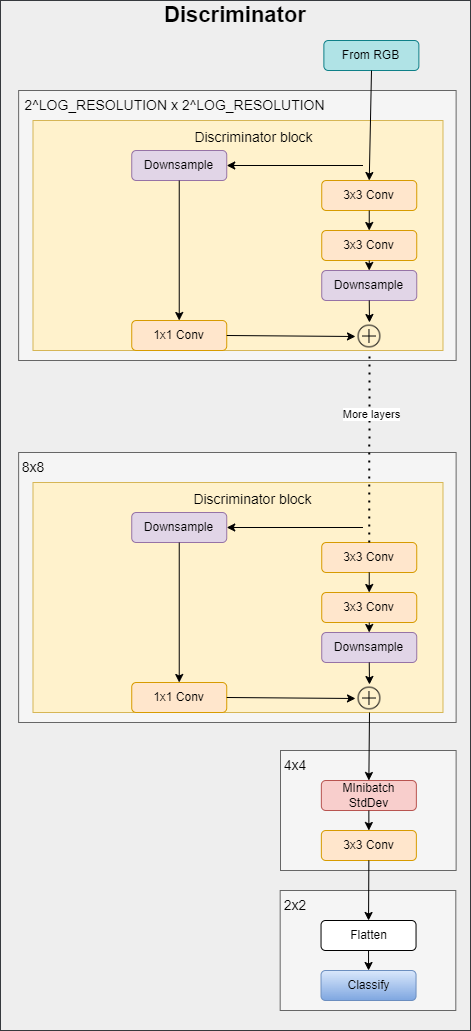 Discriminator
From RGB
2^LOG_RESOLUTION x 2^LOG_RESOLUTION
Discriminator block
Downsample
3x3 Conv
3x3 Conv
Downsample
1x1 Conv
More layers
8x8
Discriminator block
Downsample
3x3 Conv
3x3 Conv
Downsample
1x1 Conv
4x4
MInibatch
StdDev
3x3 Conv
2x2
Flatten
Classify